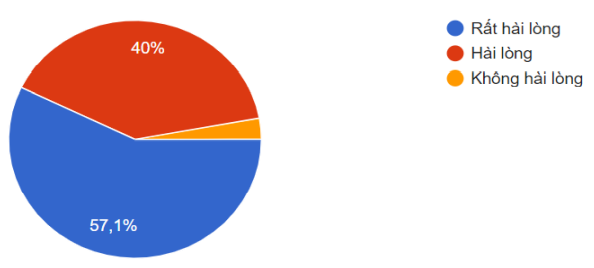 40%
57,1%
Rất hài lòng
Hài lòng
Không hài lòng